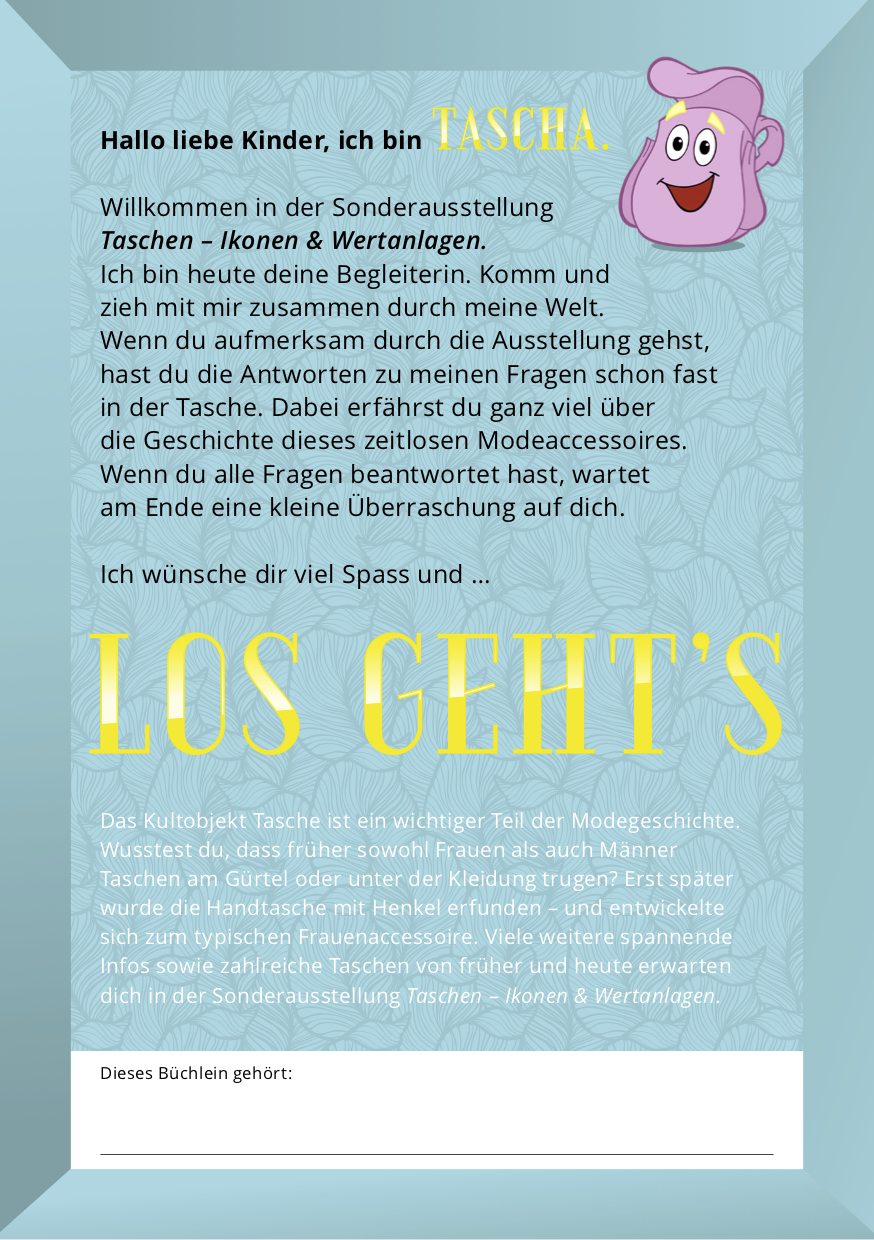 Hallo liebe Kinder, ich bin TASCHA.
Willkommen in der Sonderausstellung
Taschen – Ikonen & Wertanlagen.
Ich bin heute deine Begleiterin. Komm und
zieh mit mir zusammen durch meine Welt.
Wenn du aufmerksam durch die Ausstellung gehst,
hast du die Antworten zu meinen Fragen schon fast
in der Tasche. Dabei erfährst du ganz viel über
die Geschichte dieses zeitlosen Modeaccessoires.
Wenn du alle Fragen beantwortet hast, wartet
am Ende eine kleine Überraschung auf dich.
Ich wünsche dir viel Spass und ...
LOS GEHT’S
Das Kultobjekt Tasche ist ein wichtiger Teil der Modegeschichte.
Wusstest du, dass früher sowohl Frauen als auch Männer
Taschen am Gürtel oder unter der Kleidung trugen? Erst später
wurde die Handtasche mit Henkel erfunden – und entwickelte
sich zum typischen Frauenaccessoire. Viele weitere spannende
Infos sowie zahlreiche Taschen von früher und heute erwarten
dich in der Sonderausstellung Taschen – Ikonen & Wertanlagen.
Dieses Büchlein gehört: